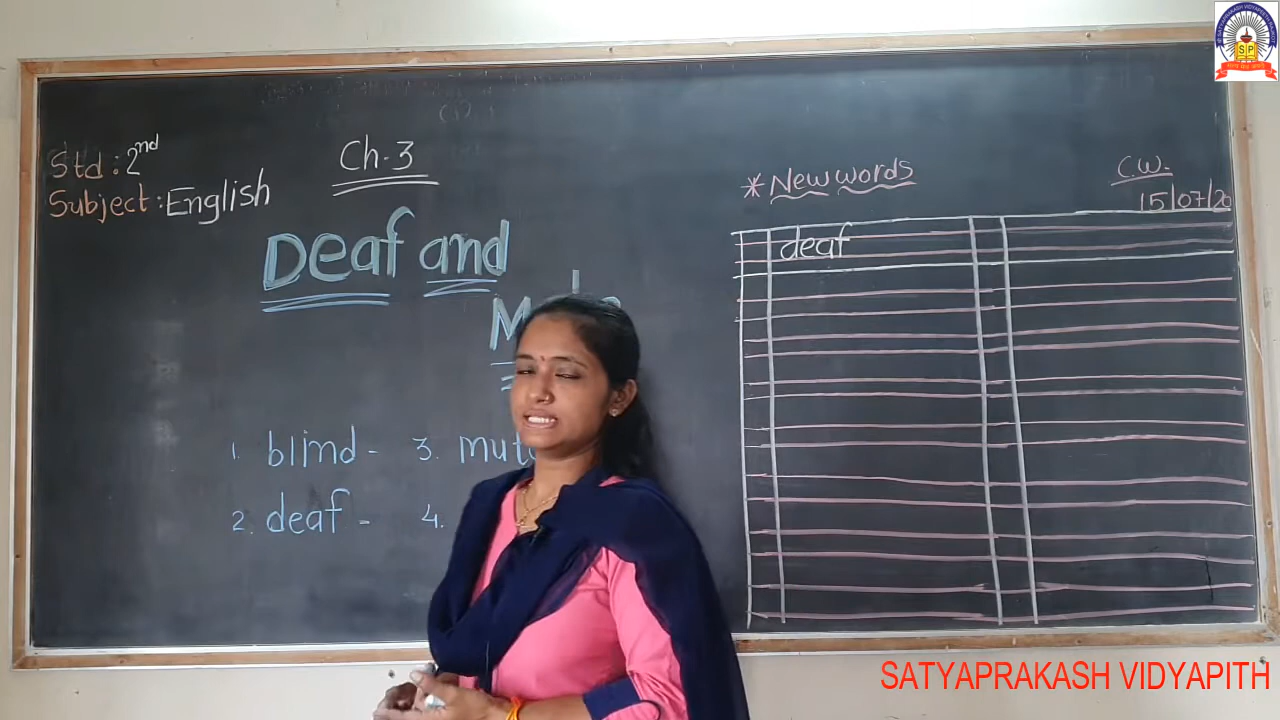 Std: 2nd
Subject: English
Ch-3
Deaf and
1. blind -
2. deaf -
3.
4.
* New words
C.W.
15/07/20
deaf
SP
SATYAPRAKASH VIDYAPITH